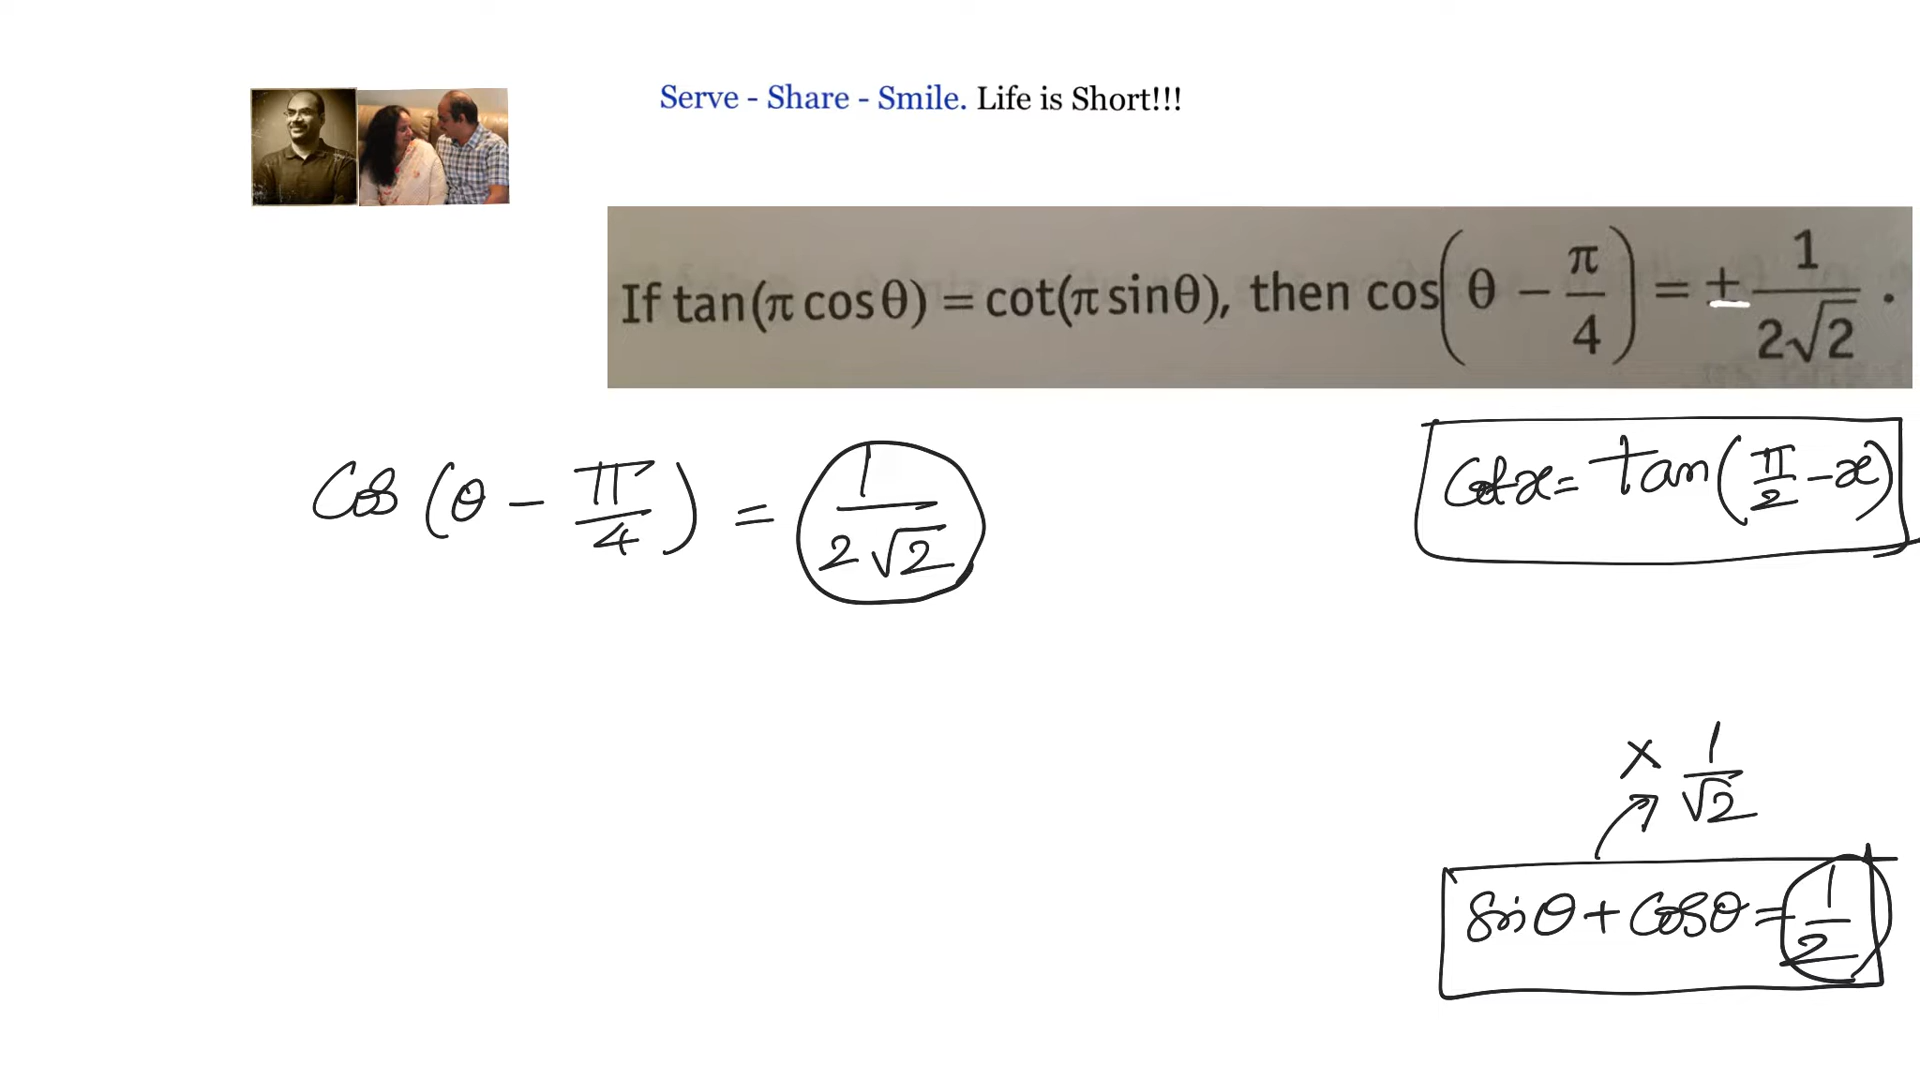 Serve - Share - Smile. Life is Short!!!
If tan(π cosθ) = cot(π sinθ), then cos(θ − π/4) = ± 1/(2√2) .
Cos (θ − π/4) = 1/(2√2)
Cot x = tan(π/2 − x)
× 1/√2
Sin θ + Cos θ = 1/2